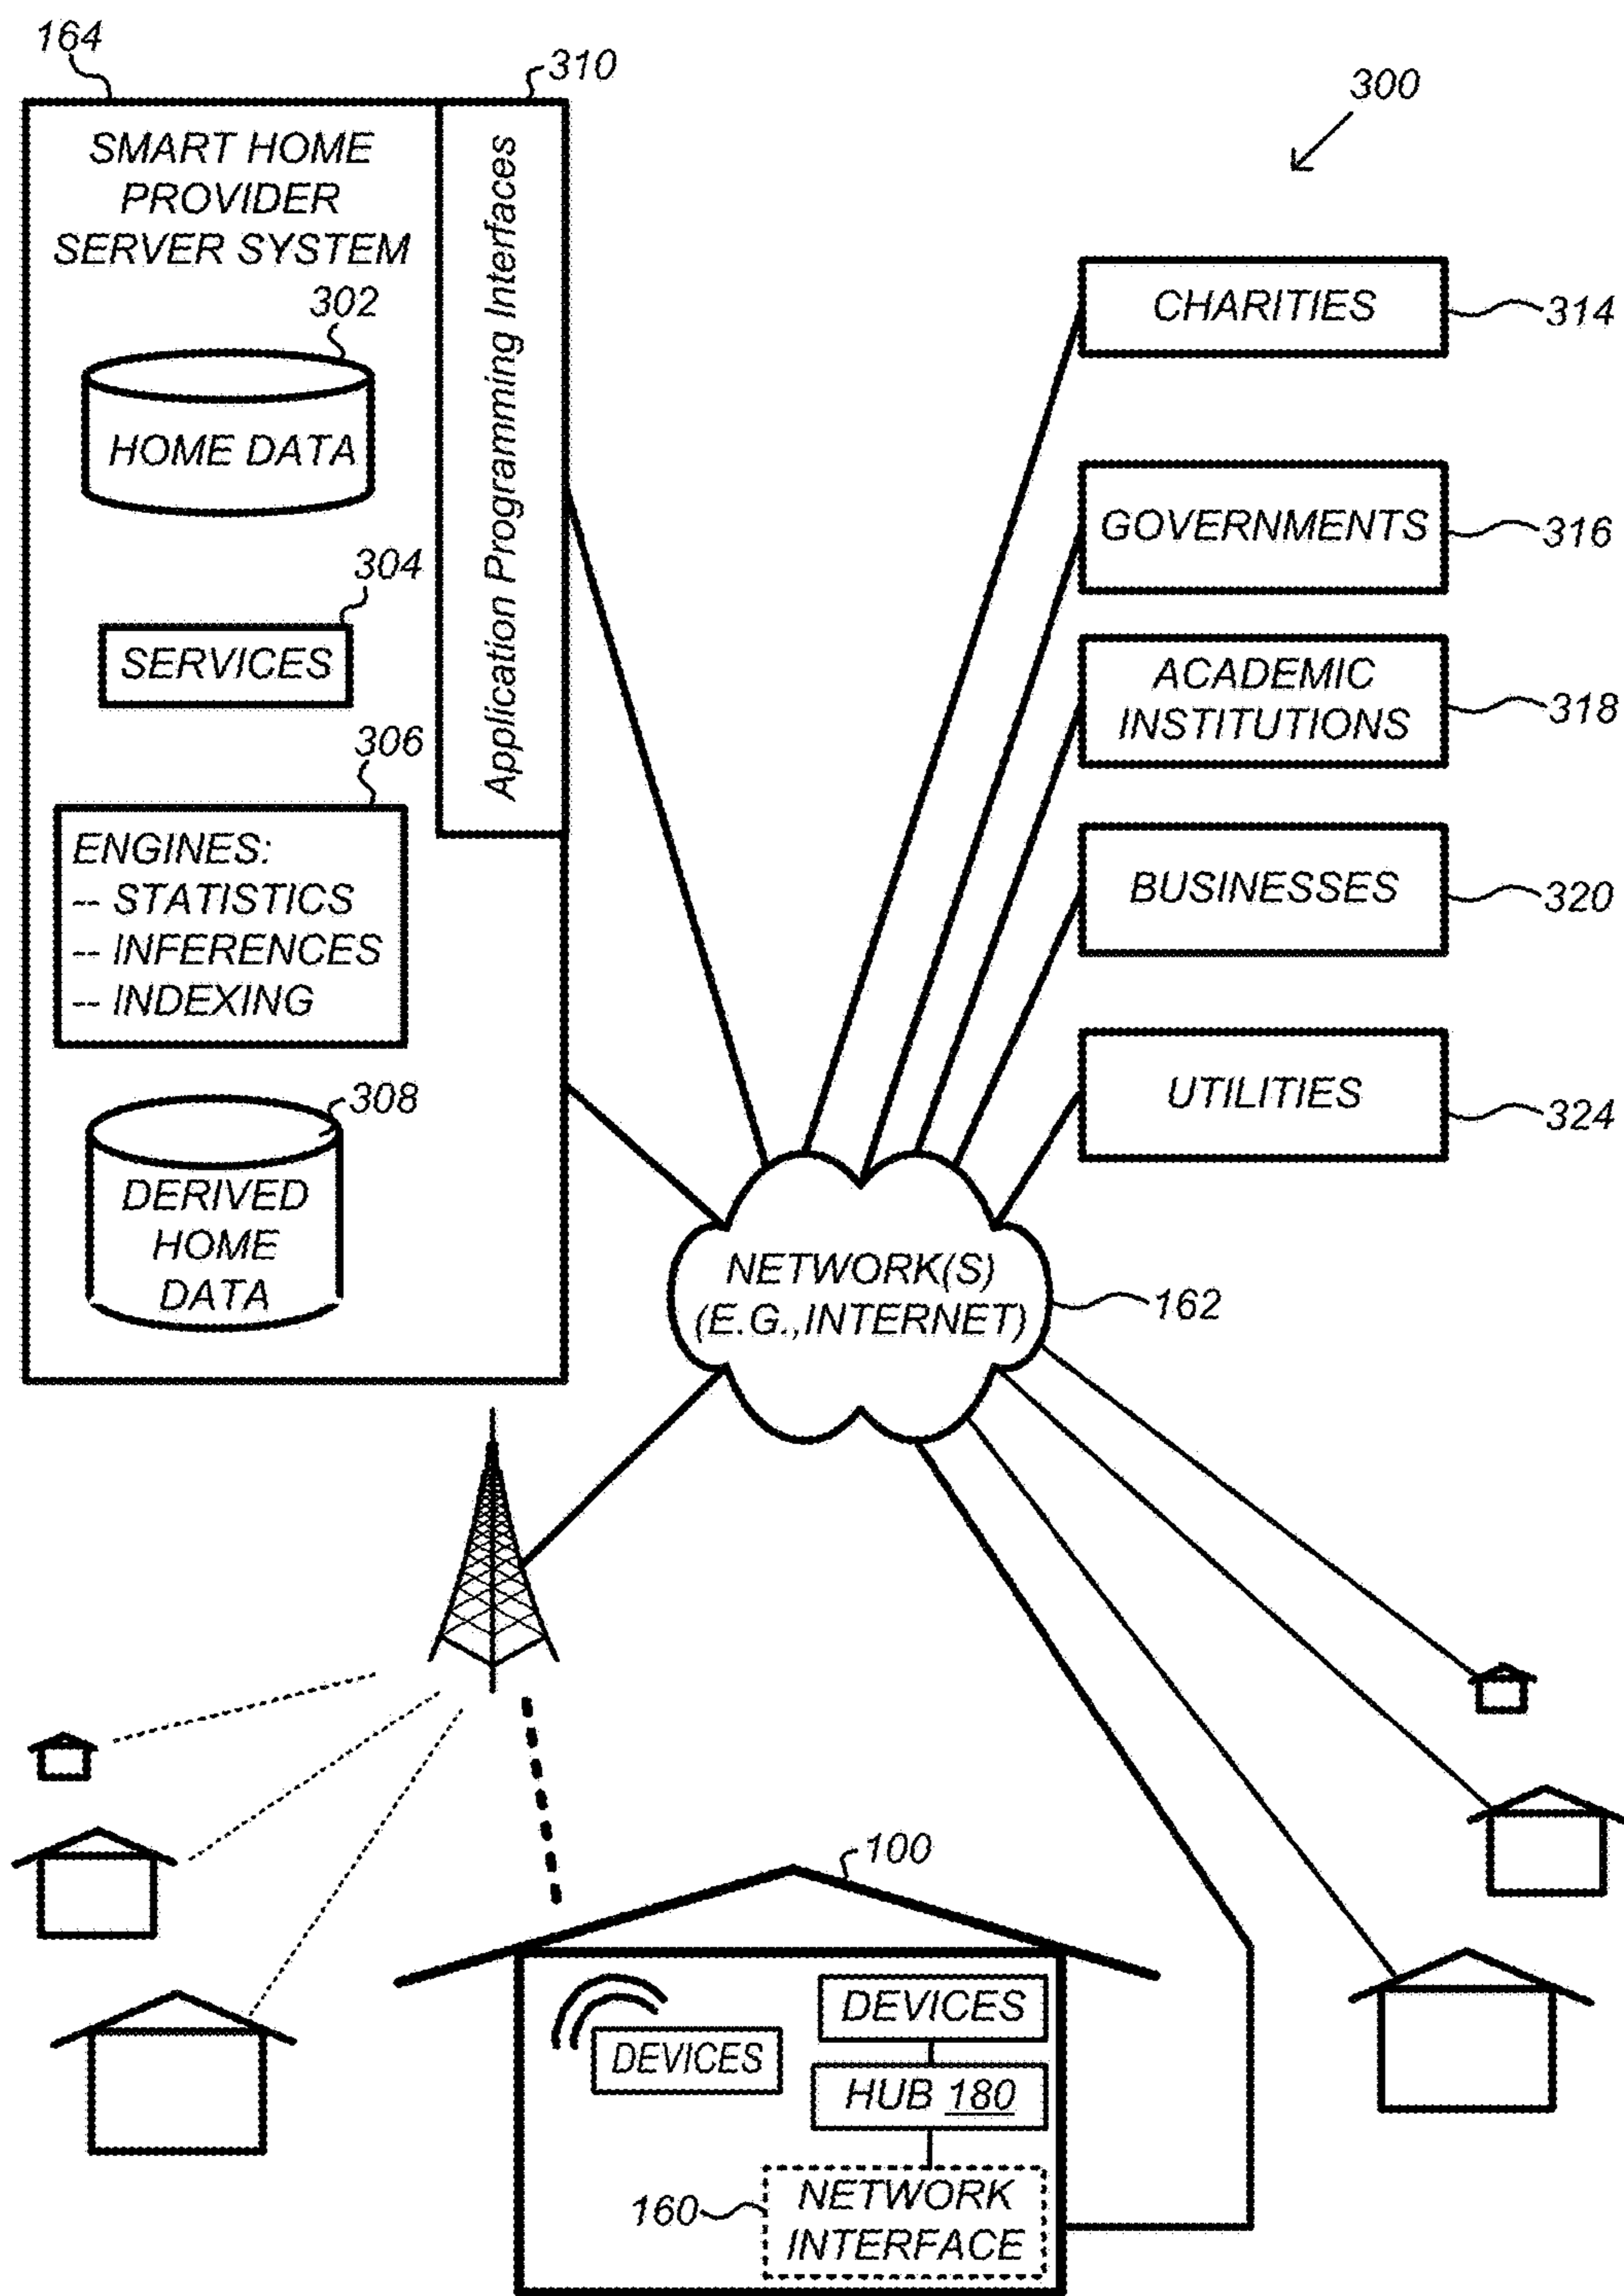 164
310
300
SMART HOME
PROVIDER
SERVER SYSTEM
Application Programming Interfaces
302
HOME DATA
304
SERVICES
306
ENGINES:
-- STATISTICS
-- INFERENCES
-- INDEXING
308
DERIVED
HOME
DATA
CHARITIES
314
GOVERNMENTS
316
ACADEMIC
INSTITUTIONS
318
BUSINESSES
320
UTILITIES
324
NETWORK(S)
(E.G.,INTERNET)
162
100
DEVICES
DEVICES
HUB 180
160
NETWORK
INTERFACE